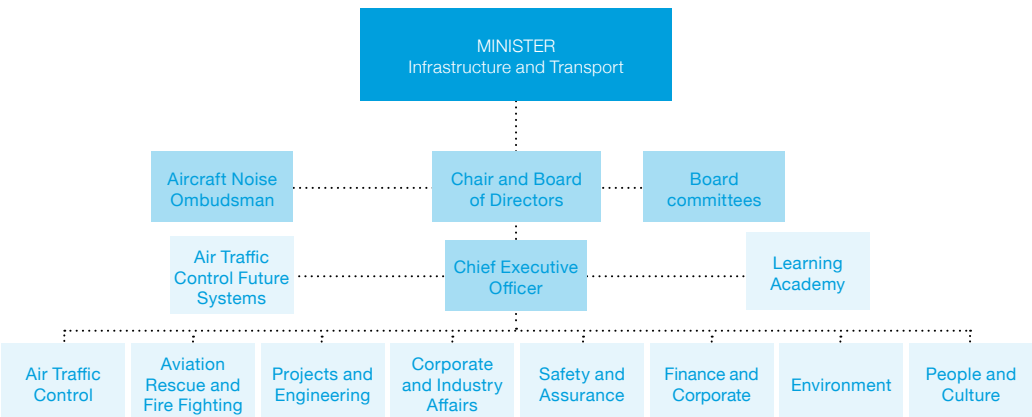 MINISTER
Infrastructure and Transport
Aircraft Noise
Ombudsman
Chair and Board
of Directors
Board
committees
Air Traffic
Control Future
Systems
Chief Executive
Officer
Learning
Academy
Air Traffic
Control
Aviation
Rescue and
Fire Fighting
Projects and
Engineering
Corporate
and Industry
Affairs
Safety and
Assurance
Finance and
Corporate
Environment
People and
Culture